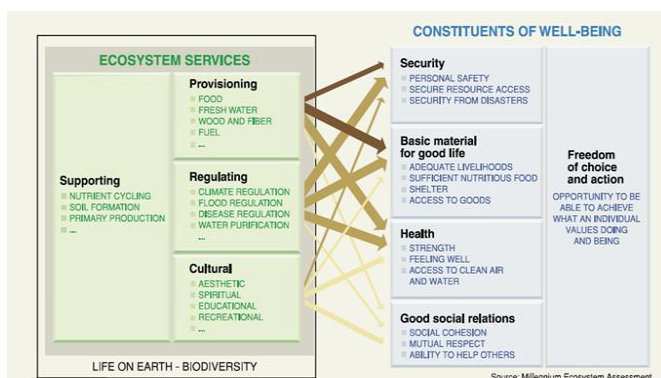 CONSTITUENTS OF WELL-BEING
ECOSYSTEM SERVICES
Supporting
NUTRIENT CYCLING
SOIL FORMATION
PRIMARY PRODUCTION
...
Provisioning
FOOD
FRESH WATER
WOOD AND FIBER
FUEL
...
Regulating
CLIMATE REGULATION
FLOOD REGULATION
DISEASE REGULATION
WATER PURIFICATION
...
Cultural
AESTHETIC
SPIRITUAL
EDUCATIONAL
RECREATIONAL
...
LIFE ON EARTH - BIODIVERSITY
Security
PERSONAL SAFETY
SECURE RESOURCE ACCESS
SECURITY FROM DISASTERS
Basic material
for good life
ADEQUATE LIVELIHOODS
SUFFICIENT NUTRITIOUS FOOD
SHELTER
ACCESS TO GOODS
Health
STRENGTH
FEELING WELL
ACCESS TO CLEAN AIR
AND WATER
Good social relations
SOCIAL COHESION
MUTUAL RESPECT
ABILITY TO HELP OTHERS
Freedom
of choice
and action
OPPORTUNITY TO BE
ABLE TO ACHIEVE
WHAT AN INDIVIDUAL
VALUES DOING
AND BEING
Source: Millennium Ecosystem Assessment